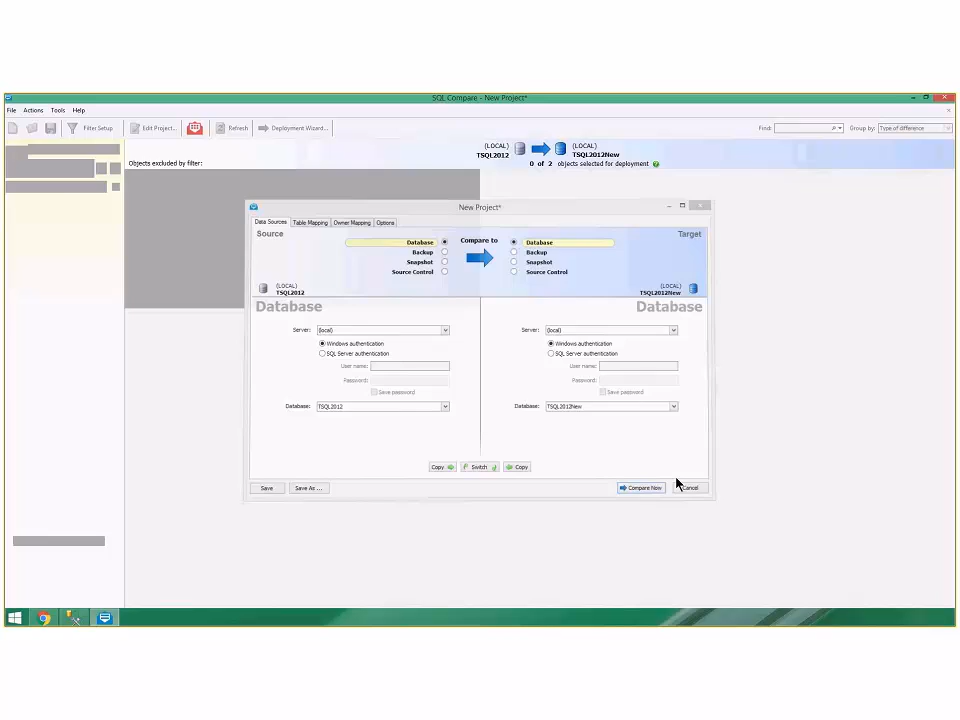 SQL Compare - New Project*
File Actions Tools Help
Filter Setup Edit Project... Refresh Deployment Wizard... Find: Group by: Type of difference
(LOCAL) (LOCAL)
TSQL2012 TSQL2012New
Objects excluded by filter: 0 of 2 objects selected for deployment
New Project*
Data Sources Table Mapping Owner Mapping Options
Source Target
Compare to
Database Database
Backup Backup
Snapshot Snapshot
Source Control Source Control
(LOCAL) (LOCAL)
TSQL2012 TSQL2012New
Database Database
Server: (local) Server: (local)
Windows authentication Windows authentication
SQL Server authentication SQL Server authentication
User name: User name:
Password: Password:
Save password Save password
Database: TSQL2012 Database: TSQL2012New
Copy Switch Copy
Save Save As ... Compare Now Cancel